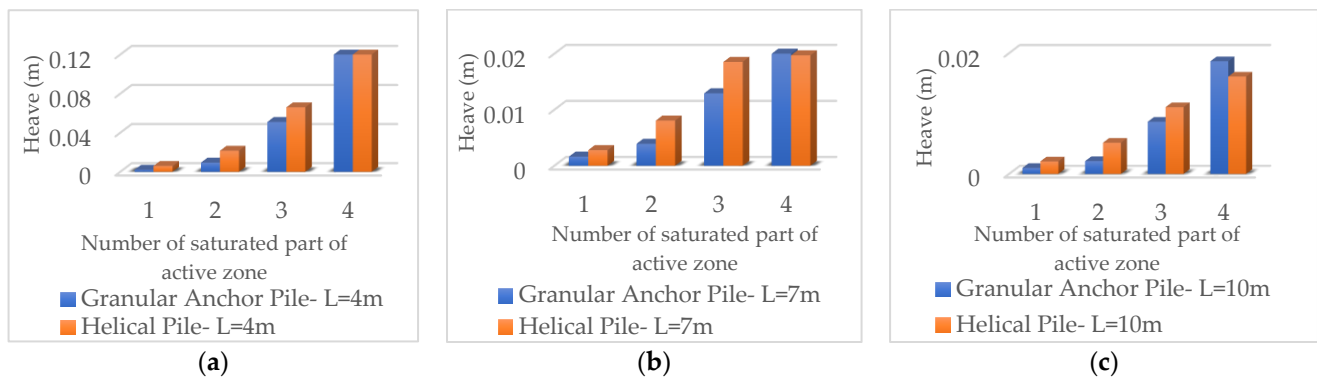 0.12
0.08
0.04
0
Heave (m)
1 2 3 4
Number of saturated part of
active zone
Granular Anchor Pile- L=4m
Helical Pile- L=4m
(a)
0.02
0.01
0
Heave (m)
1 2 3 4
Number of saturated part of
active zone
Granular Anchor Pile- L=7m
Helical Pile- L=7m
(b)
0.02
0
Heave (m)
1 2 3 4
Number of saturated part of
active zone
Granular Anchor Pile- L=10m
Helical Pile- L=10m
(c)